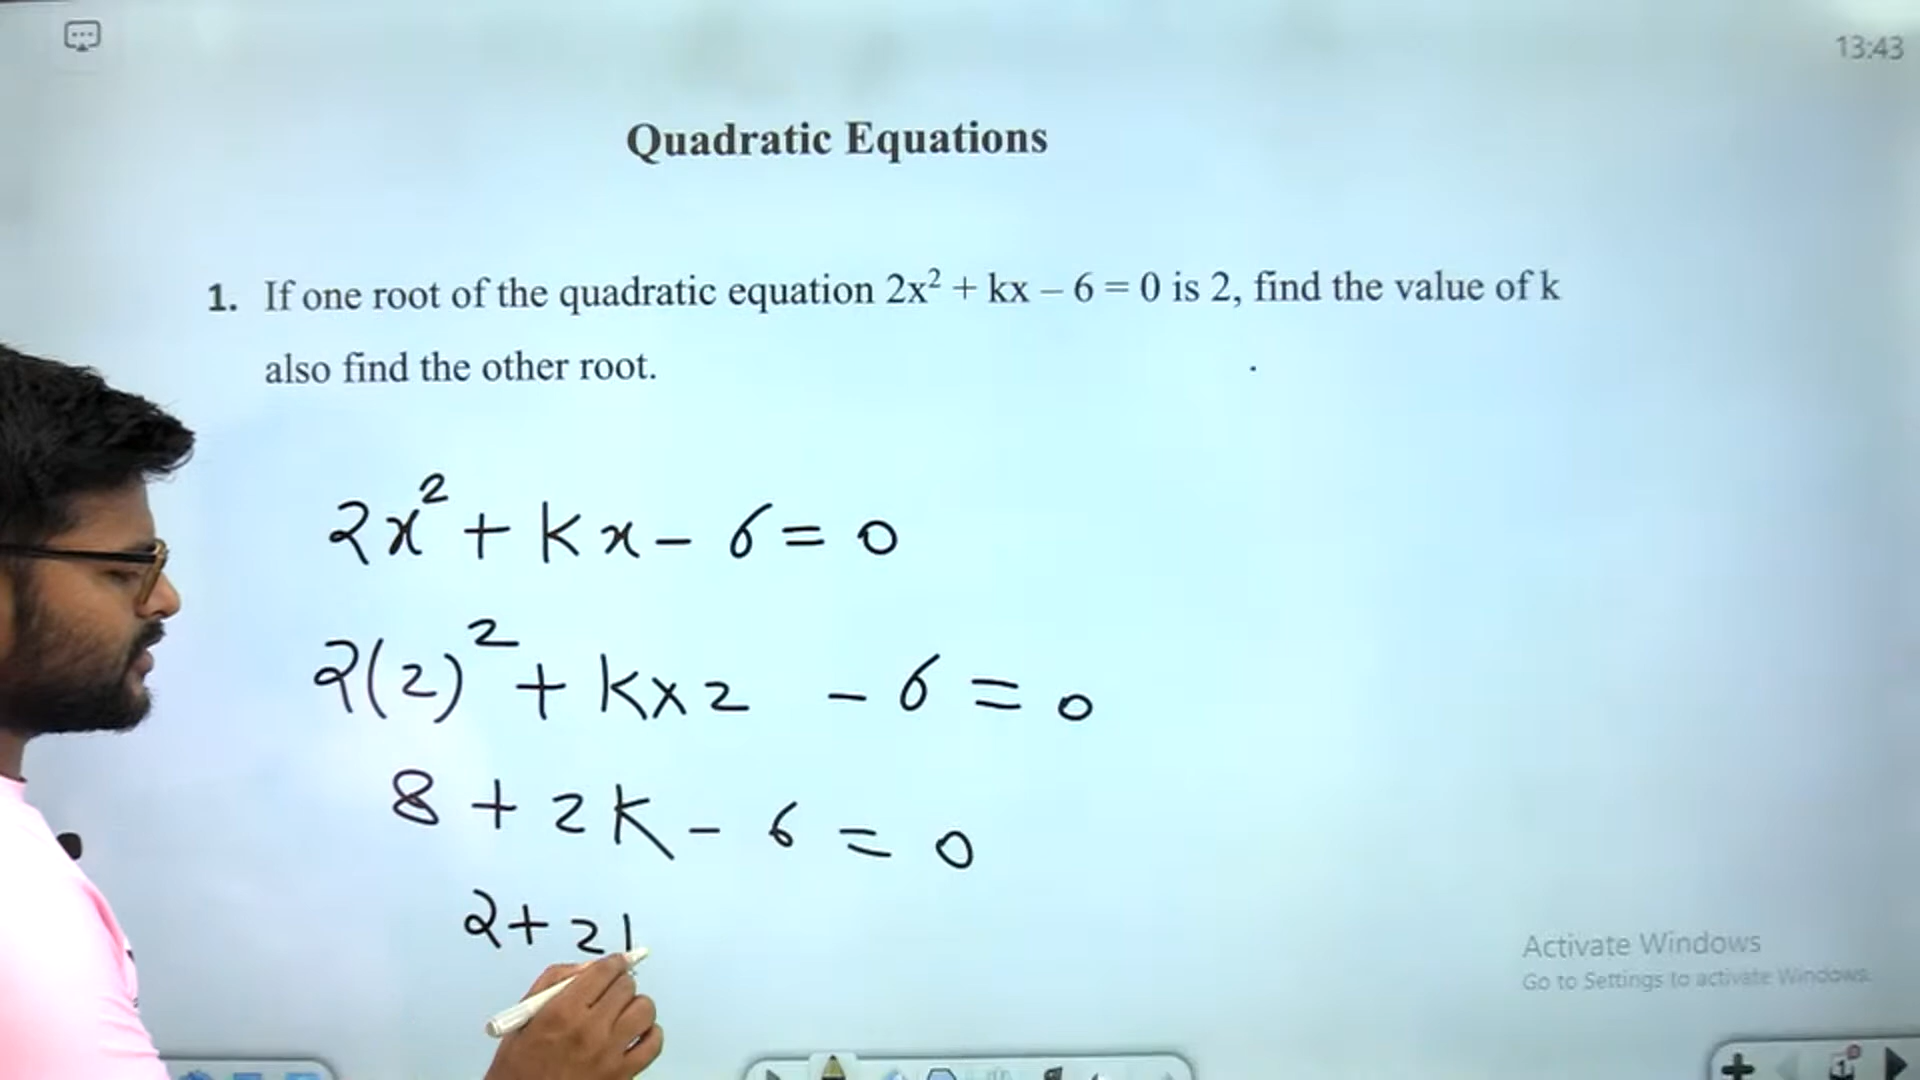 13:43
Quadratic Equations
1. If one root of the quadratic equation 2x² + kx – 6 = 0 is 2, find the value of k
also find the other root.
2x² + kx - 6 = 0
2(2)² + k×2 - 6 = 0
8 + 2k - 6 = 0
2 + 2
Activate Windows
Go to Settings to activate Windows.